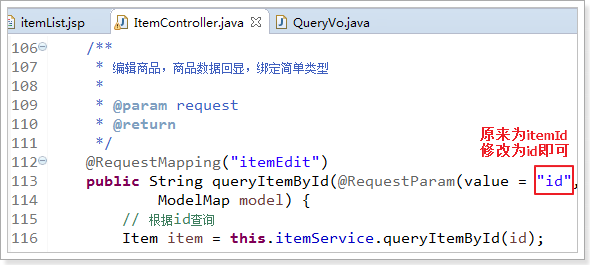 itemList.jsp ItemController.java QueryVo.java
106 /**
107 * 编辑商品，商品数据回显，绑定简单类型
108 *
109 * @param request
110 * @return
111 */
原来为itemId
修改为id即可
112 @RequestMapping("itemEdit")
113 public String queryItemById(@RequestParam(value = "id",
114 ModelMap model) {
115 // 根据id查询
116 Item item = this.itemService.queryItemById(id);